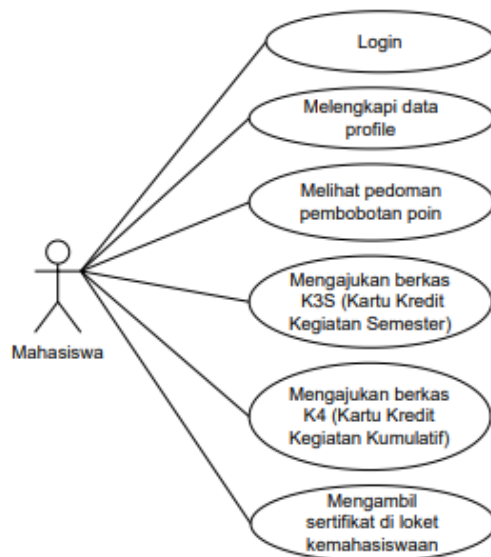 Login
Melengkapi data
profile
Melihat pedoman
pembobotan poin
Mengajukan berkas
K3S (Kartu Kredit
Kegiatan Semester)
Mahasiswa
Mengajukan berkas
K4 (Kartu Kredit
Kegiatan Kumulatif)
Mengambil
sertifikat di loket
kemahasiswaan